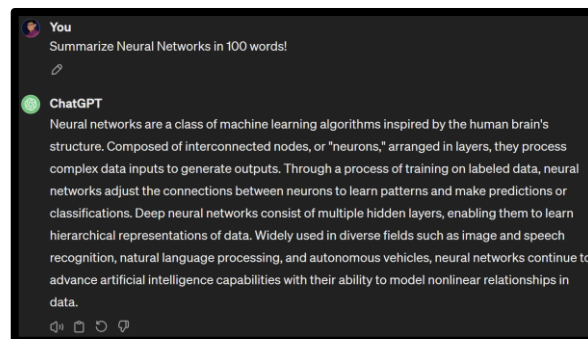 You
Summarize Neural Networks in 100 words!
ChatGPT
Neural networks are a class of machine learning algorithms inspired by the human brain's
structure. Composed of interconnected nodes, or "neurons," arranged in layers, they process
complex data inputs to generate outputs. Through a process of training on labeled data, neural
networks adjust the connections between neurons to learn patterns and make predictions or
classifications. Deep neural networks consist of multiple hidden layers, enabling them to learn
hierarchical representations of data. Widely used in diverse fields such as image and speech
recognition, natural language processing, and autonomous vehicles, neural networks continue to
advance artificial intelligence capabilities with their ability to model nonlinear relationships in
data.